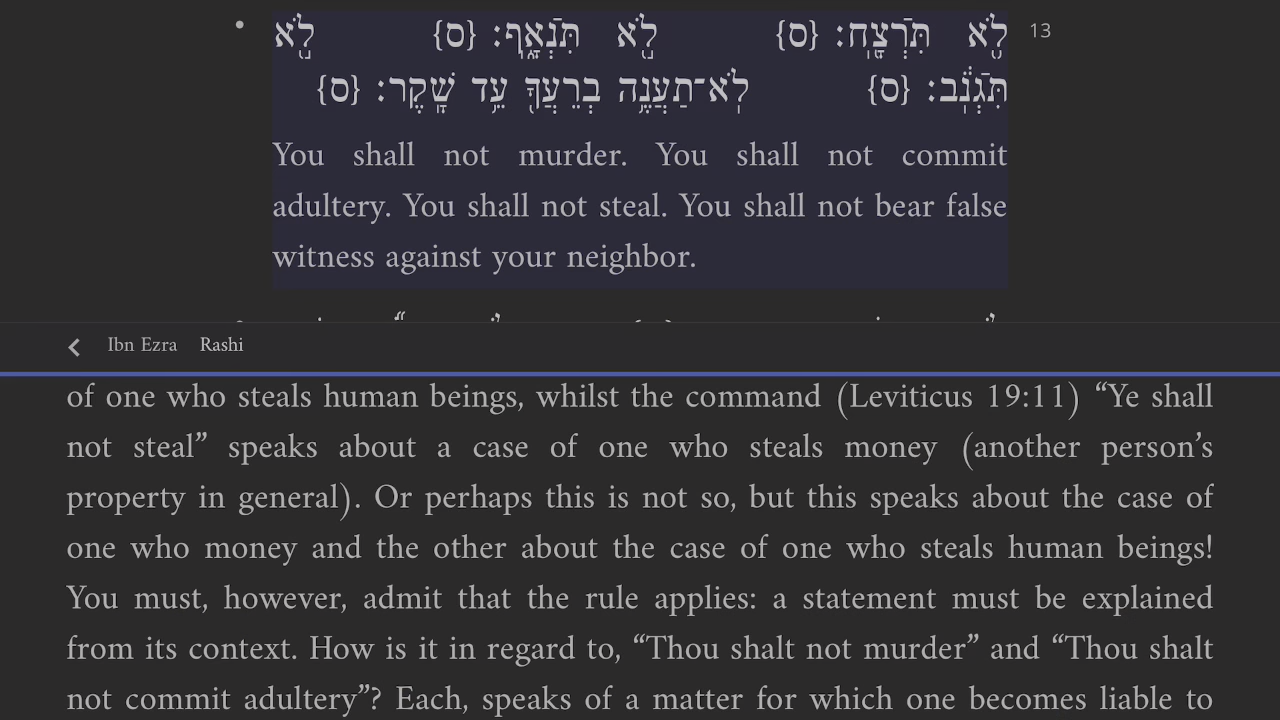 לֹ֥֖א תִּֿרְצָֽ֖ח׃ {ס} לֹ֣֖א תִּֿנְאָֽ֑ף׃ {ס} לֹ֣֖א 13
תִּֿגְנֹֽ֔ב׃ {ס} לֹֽא־תַעֲנֶ֥ה בְרֵעֲךָ֖ עֵ֥ד שָֽׁקֶר׃ {ס}
You shall not murder. You shall not commit
adultery. You shall not steal. You shall not bear false
witness against your neighbor.
Ibn Ezra Rashi
of one who steals human beings, whilst the command (Leviticus 19:11) “Ye shall
not steal” speaks about a case of one who steals money (another person’s
property in general). Or perhaps this is not so, but this speaks about the case of
one who money and the other about the case of one who steals human beings!
You must, however, admit that the rule applies: a statement must be explained
from its context. How is it in regard to, “Thou shalt not murder” and “Thou shalt
not commit adultery”? Each, speaks of a matter for which one becomes liable to